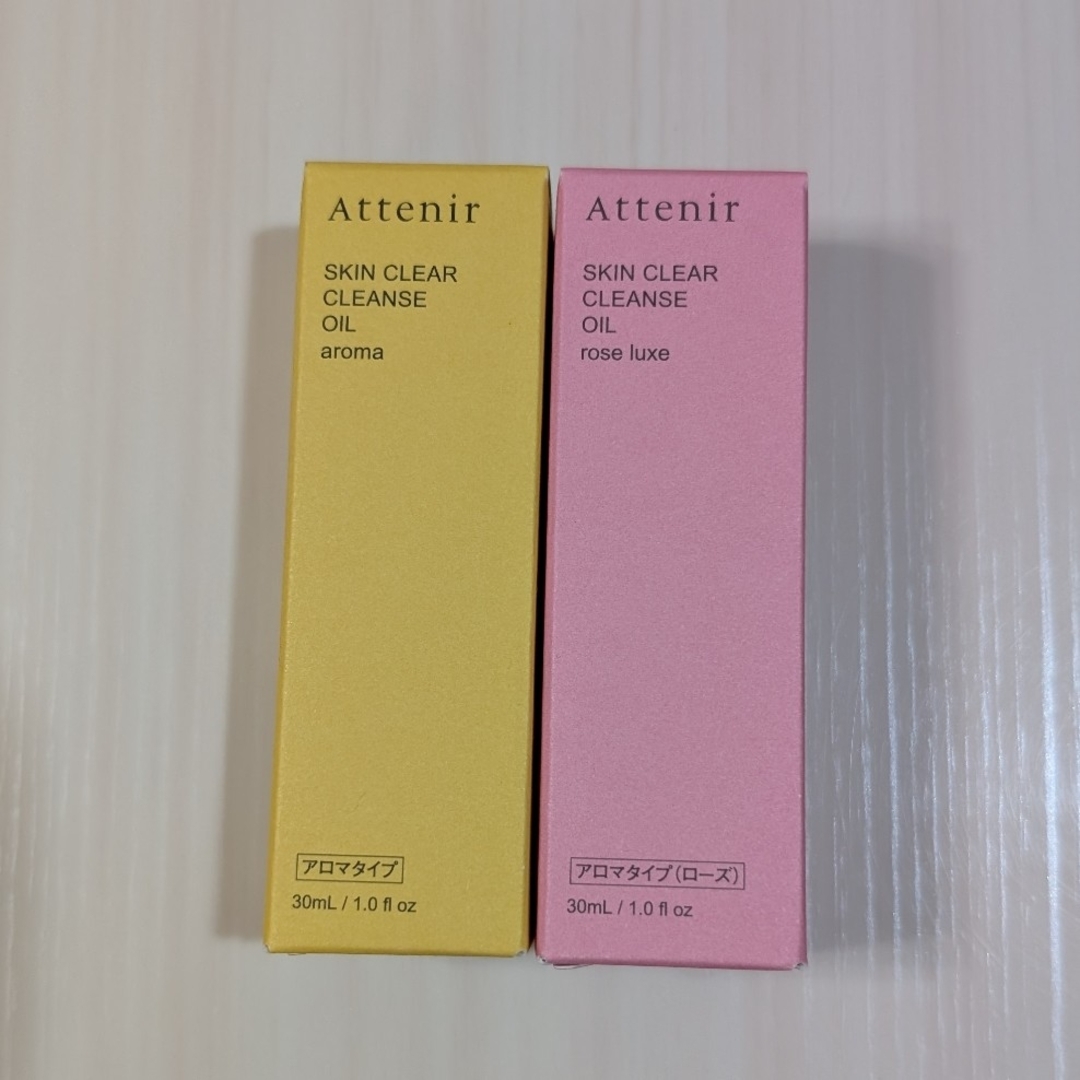 Attenir
SKIN CLEAR
CLEANSE
OIL
aroma
アロマタイプ
30mL / 1.0 fl oz
Attenir
SKIN CLEAR
CLEANSE
OIL
rose luxe
アロマタイプ(ローズ)
30mL / 1.0 fl oz